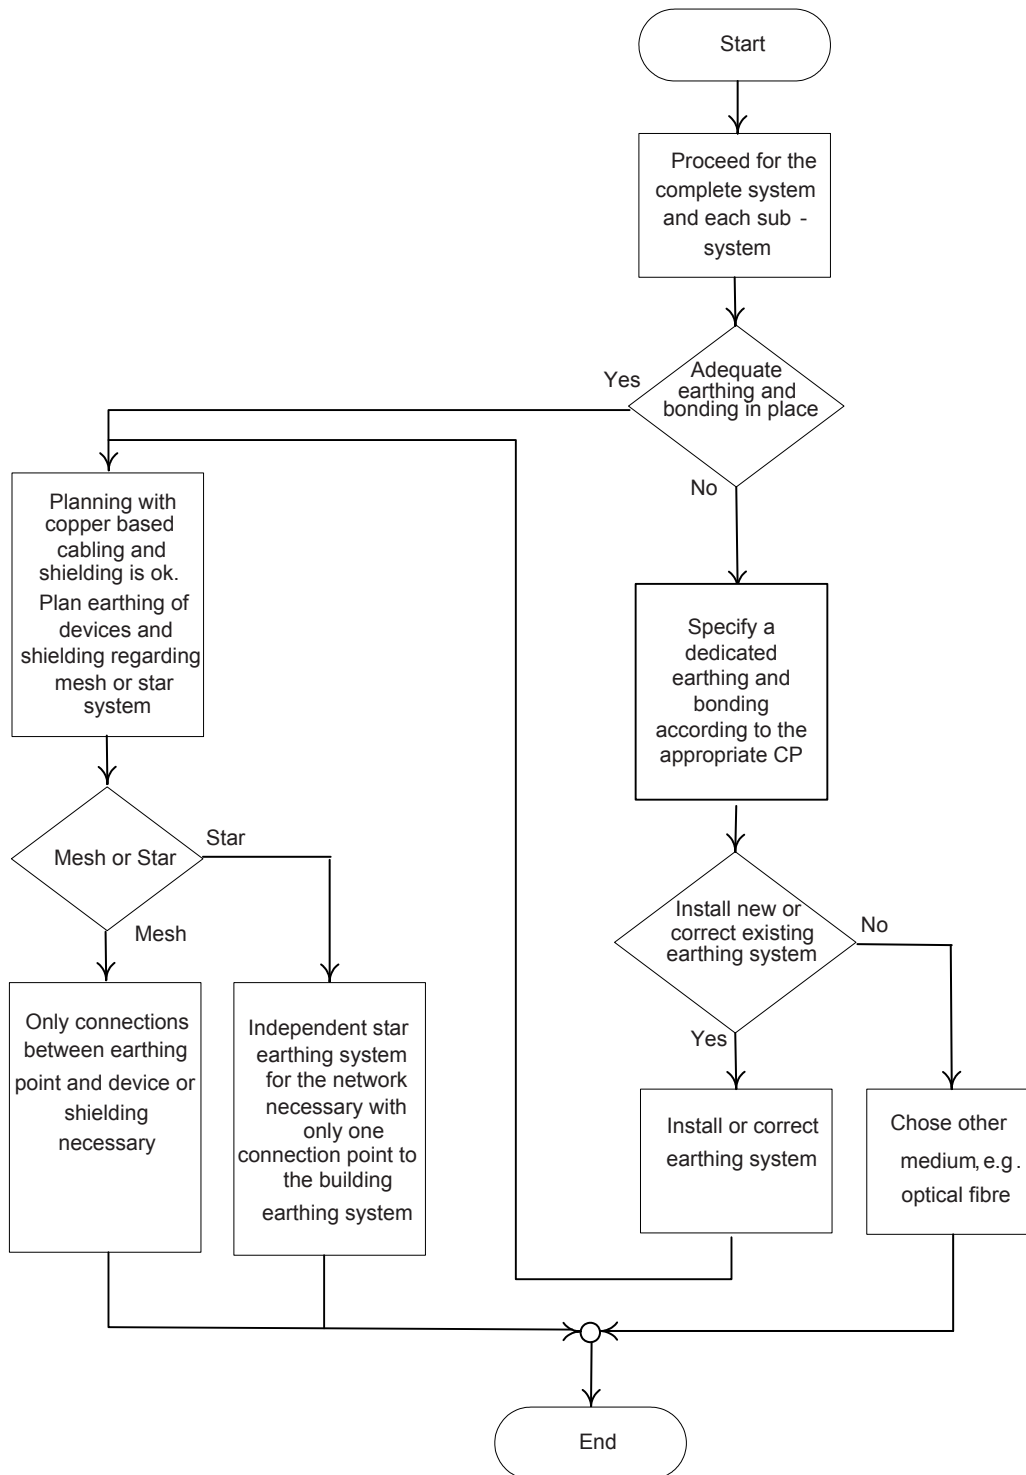 Start
Proceed for the
complete system
and each sub -
system
Adequate
earthing and
bonding in place
Yes
No
Planning with
copper based
cabling and
shielding is ok.
Plan earthing of
devices and
shielding regarding
mesh or star
system
Specify a
dedicated
earthing and
bonding
according to the
appropriate CP
Mesh or Star
Star
Mesh
Install new or
correct existing
earthing system
No
Yes
Only connections
between earthing
point and device or
shielding
necessary
Independent star
earthing system
for the network
necessary with
only one
connection point to
the building
earthing system
Install or correct
earthing system
Chose other
medium, e.g.
optical fibre
End